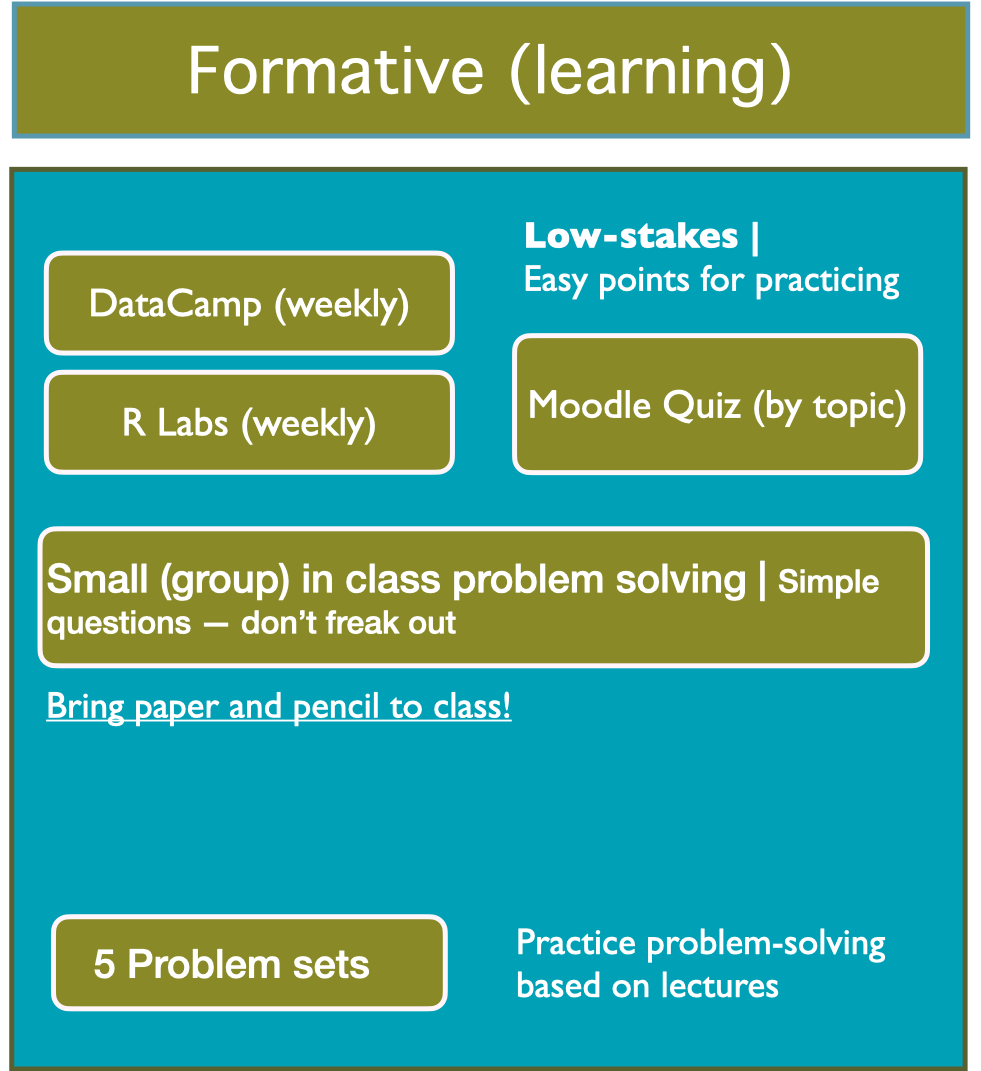 Formative (learning)
Low-stakes |
Easy points for practicing
DataCamp (weekly)
R Labs (weekly)
Moodle Quiz (by topic)
Small (group) in class problem solving | Simple
questions — don’t freak out
Bring paper and pencil to class!
5 Problem sets
Practice problem-solving
based on lectures